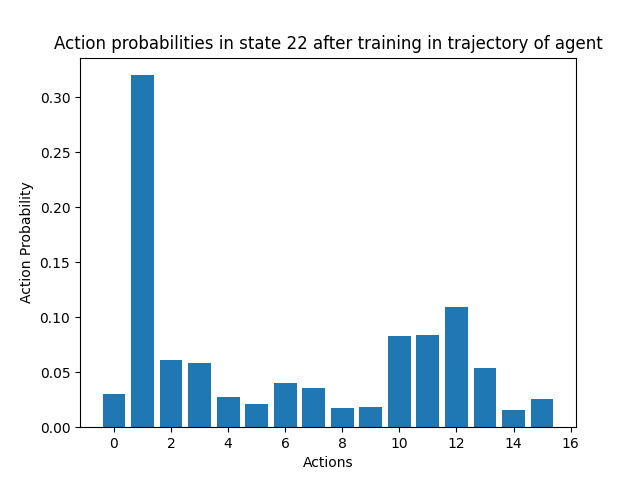 Action probabilities in state 22 after training in trajectory of agent
0.30
0.25
0.20
0.15
0.10
0.05
0.00
Action Probability
0 2 4 6 8 10 12 14 16
Actions